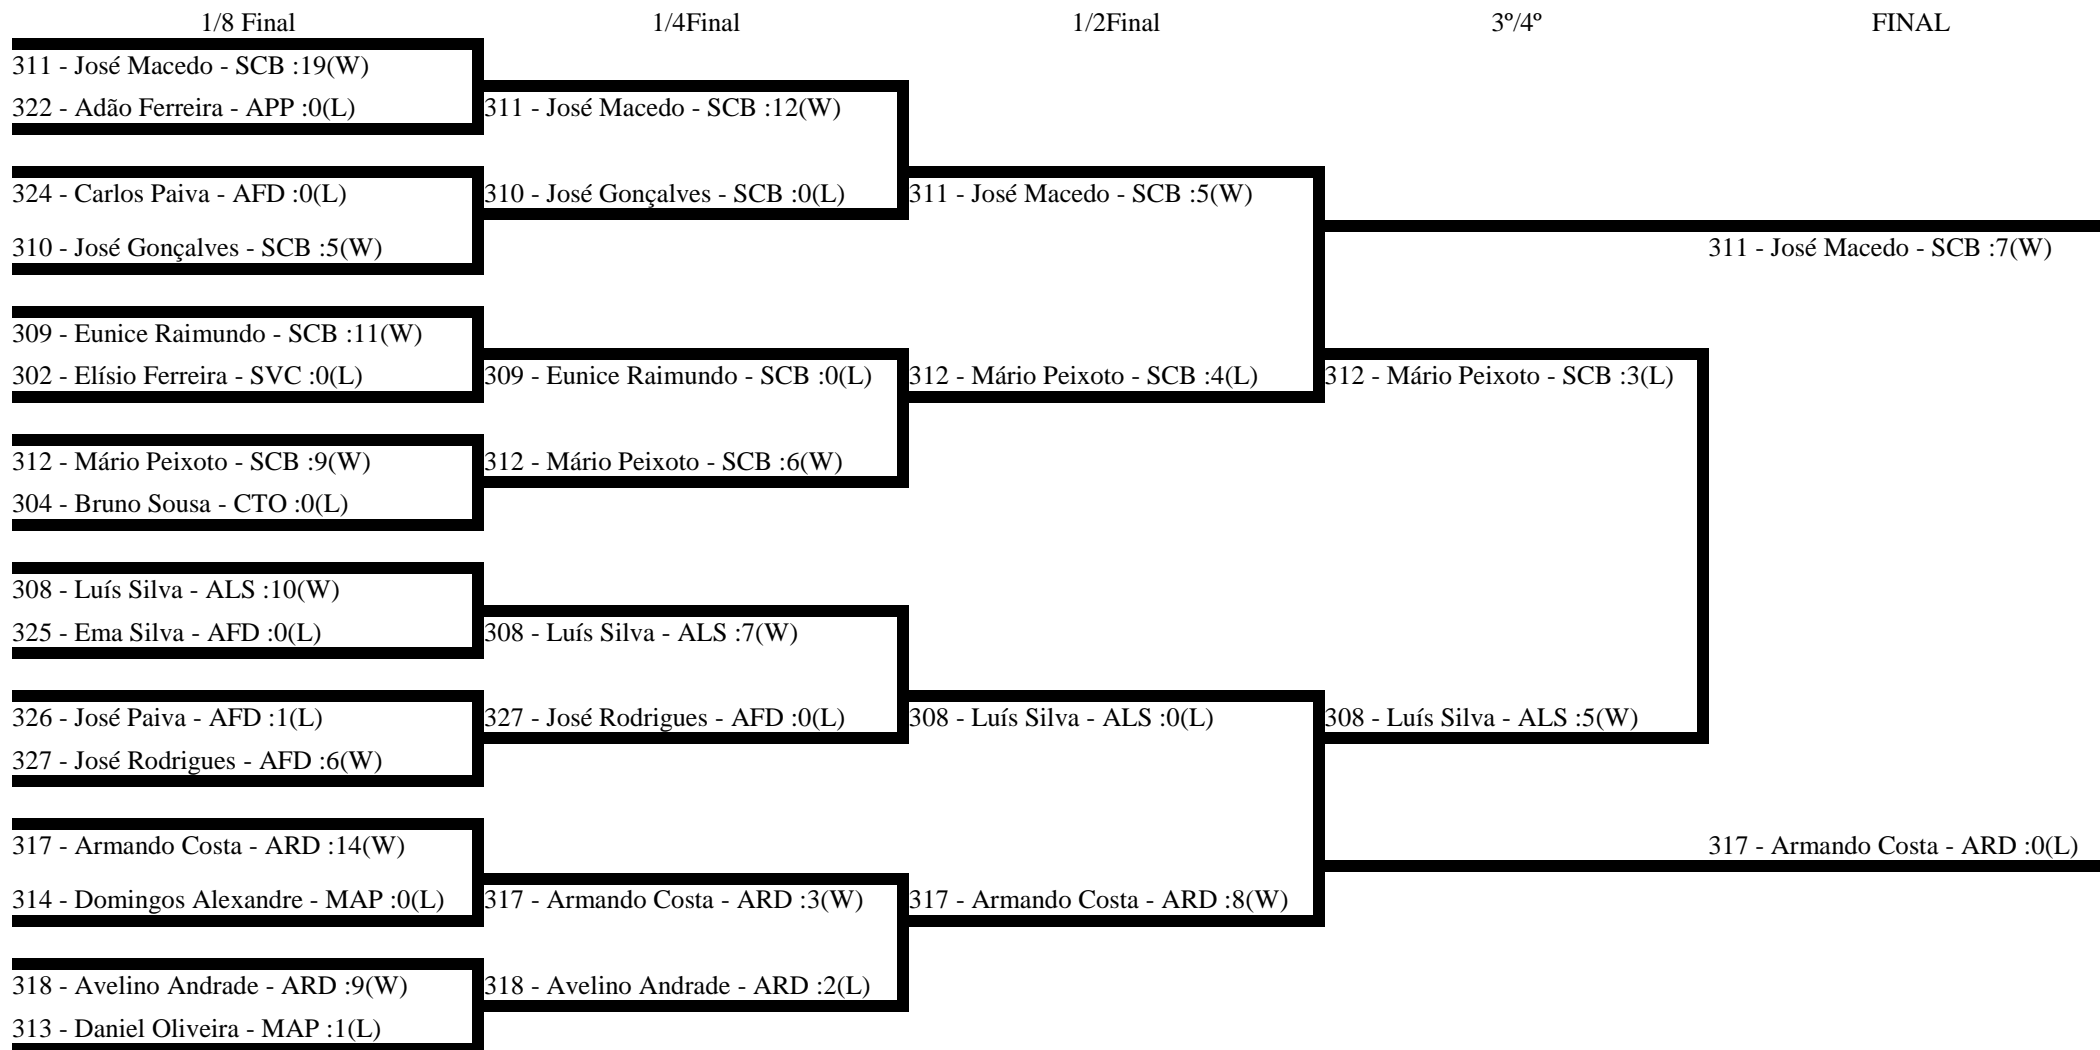 1/8 Final
1/4Final
1/2Final
3º/4º
FINAL
311 - José Macedo - SCB :19(W)
322 - Adão Ferreira - APP :0(L)
324 - Carlos Paiva - AFD :0(L)
310 - José Gonçalves - SCB :5(W)
309 - Eunice Raimundo - SCB :11(W)
302 - Elísio Ferreira - SVC :0(L)
312 - Mário Peixoto - SCB :9(W)
304 - Bruno Sousa - CTO :0(L)
308 - Luís Silva - ALS :10(W)
325 - Ema Silva - AFD :0(L)
326 - José Paiva - AFD :1(L)
327 - José Rodrigues - AFD :6(W)
317 - Armando Costa - ARD :14(W)
314 - Domingos Alexandre - MAP :0(L)
318 - Avelino Andrade - ARD :9(W)
313 - Daniel Oliveira - MAP :1(L)
311 - José Macedo - SCB :12(W)
310 - José Gonçalves - SCB :0(L)
309 - Eunice Raimundo - SCB :0(L)
312 - Mário Peixoto - SCB :6(W)
308 - Luís Silva - ALS :7(W)
327 - José Rodrigues - AFD :0(L)
317 - Armando Costa - ARD :3(W)
318 - Avelino Andrade - ARD :2(L)
311 - José Macedo - SCB :5(W)
312 - Mário Peixoto - SCB :4(L)
308 - Luís Silva - ALS :0(L)
317 - Armando Costa - ARD :8(W)
312 - Mário Peixoto - SCB :3(L)
308 - Luís Silva - ALS :5(W)
311 - José Macedo - SCB :7(W)
317 - Armando Costa - ARD :0(L)